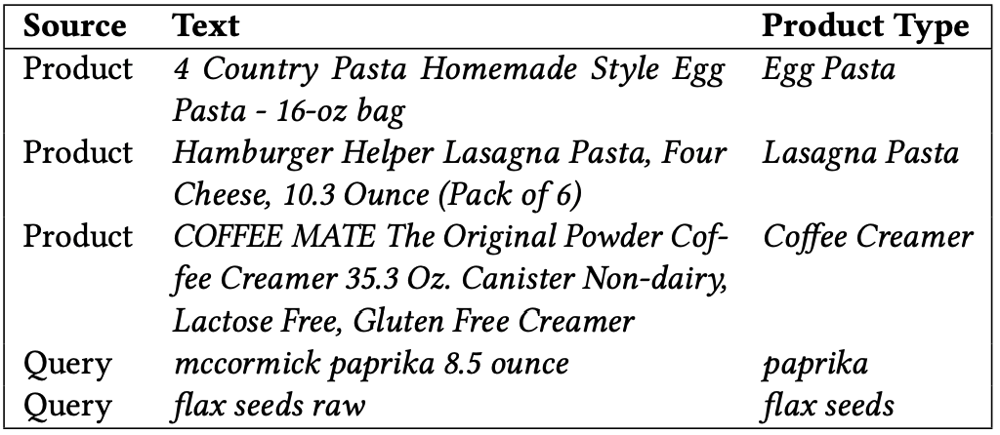 Source Text Product Type
Product 4 Country Pasta Homemade Style Egg Egg Pasta
Pasta - 16-oz bag
Product Hamburger Helper Lasagna Pasta, Four Lasagna Pasta
Cheese, 10.3 Ounce (Pack of 6)
Product COFFEE MATE The Original Powder Cof- Coffee Creamer
fee Creamer 35.3 Oz. Canister Non-dairy,
Lactose Free, Gluten Free Creamer
Query mccormick paprika 8.5 ounce paprika
Query flax seeds raw flax seeds